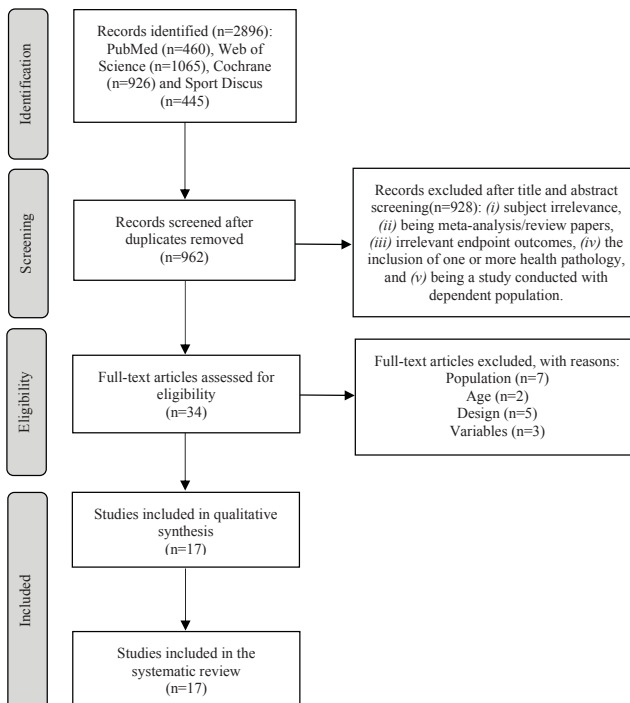 Identification
Records identified (n=2896):
PubMed (n=460), Web of
Science (n=1065), Cochrane
(n=926) and Sport Discus
(n=445)
Screening
Records screened after
duplicates removed
(n=962)
Records excluded after title and abstract
screening(n=928): (i) subject irrelevance,
(ii) being meta-analysis/review papers,
(iii) irrelevant endpoint outcomes, (iv) the
inclusion of one or more health pathology,
and (v) being a study conducted with
dependent population.
Eligibility
Full-text articles assessed for
eligibility
(n=34)
Full-text articles excluded, with reasons:
Population (n=7)
Age (n=2)
Design (n=5)
Variables (n=3)
Included
Studies included in qualitative
synthesis
(n=17)
Studies included in the
systematic review
(n=17)